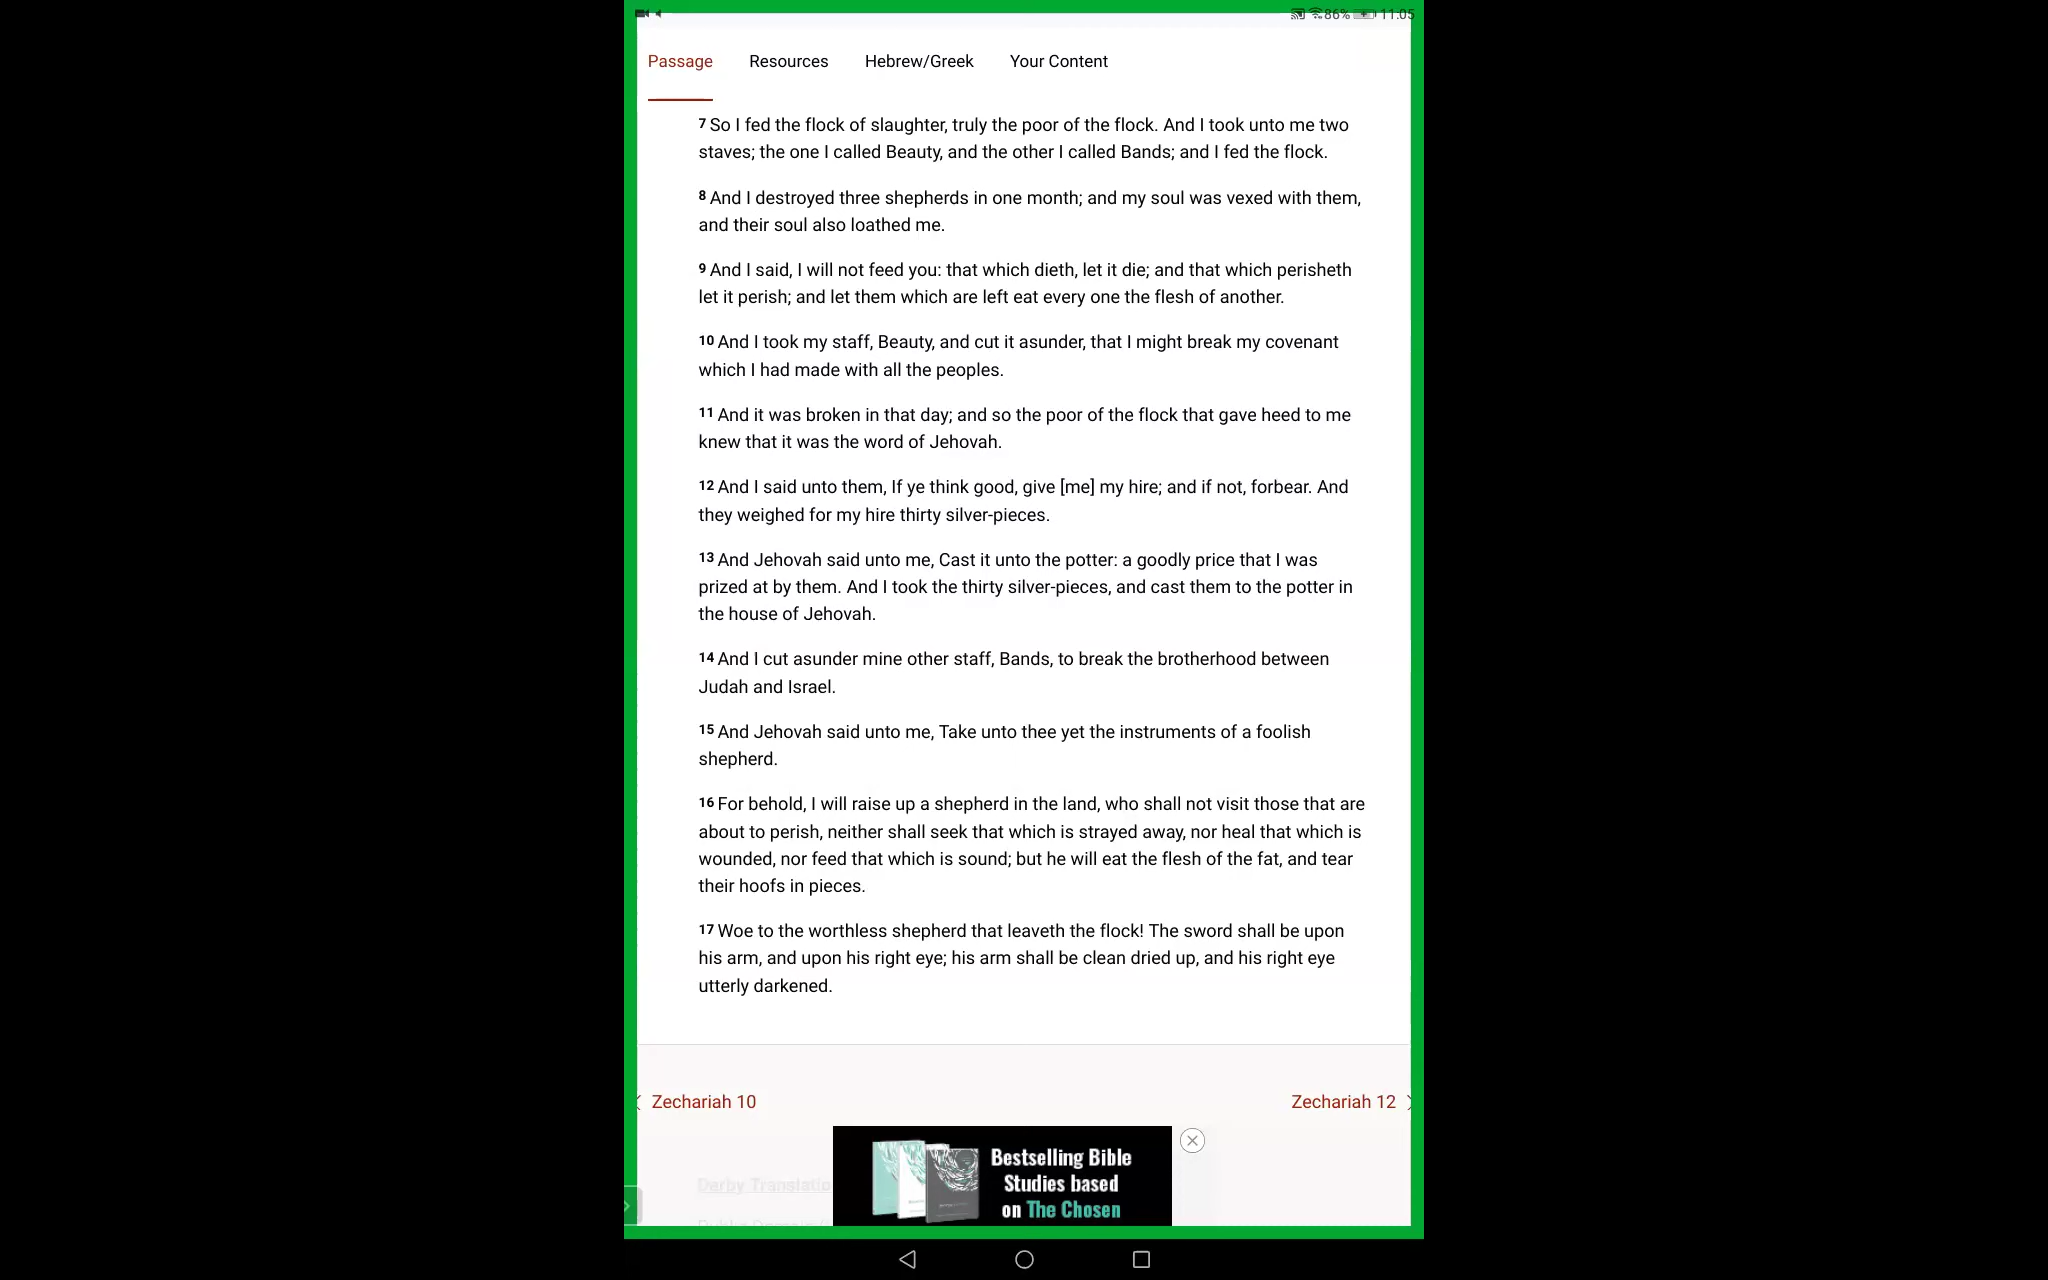 86% 11:05
Passage Resources Hebrew/Greek Your Content
7 So I fed the flock of slaughter, truly the poor of the flock. And I took unto me two
staves; the one I called Beauty, and the other I called Bands; and I fed the flock.
8 And I destroyed three shepherds in one month; and my soul was vexed with them,
and their soul also loathed me.
9 And I said, I will not feed you: that which dieth, let it die; and that which perisheth
let it perish; and let them which are left eat every one the flesh of another.
10 And I took my staff, Beauty, and cut it asunder, that I might break my covenant
which I had made with all the peoples.
11 And it was broken in that day; and so the poor of the flock that gave heed to me
knew that it was the word of Jehovah.
12 And I said unto them, If ye think good, give [me] my hire; and if not, forbear. And
they weighed for my hire thirty silver-pieces.
13 And Jehovah said unto me, Cast it unto the potter: a goodly price that I was
prized at by them. And I took the thirty silver-pieces, and cast them to the potter in
the house of Jehovah.
14 And I cut asunder mine other staff, Bands, to break the brotherhood between
Judah and Israel.
15 And Jehovah said unto me, Take unto thee yet the instruments of a foolish
shepherd.
16 For behold, I will raise up a shepherd in the land, who shall not visit those that are
about to perish, neither shall seek that which is strayed away, nor heal that which is
wounded, nor feed that which is sound; but he will eat the flesh of the fat, and tear
their hoofs in pieces.
17 Woe to the worthless shepherd that leaveth the flock! The sword shall be upon
his arm, and upon his right eye; his arm shall be clean dried up, and his right eye
utterly darkened.
Zechariah 10 Zechariah 12
Bestselling Bible
Studies based
on The Chosen
Darby Translatio